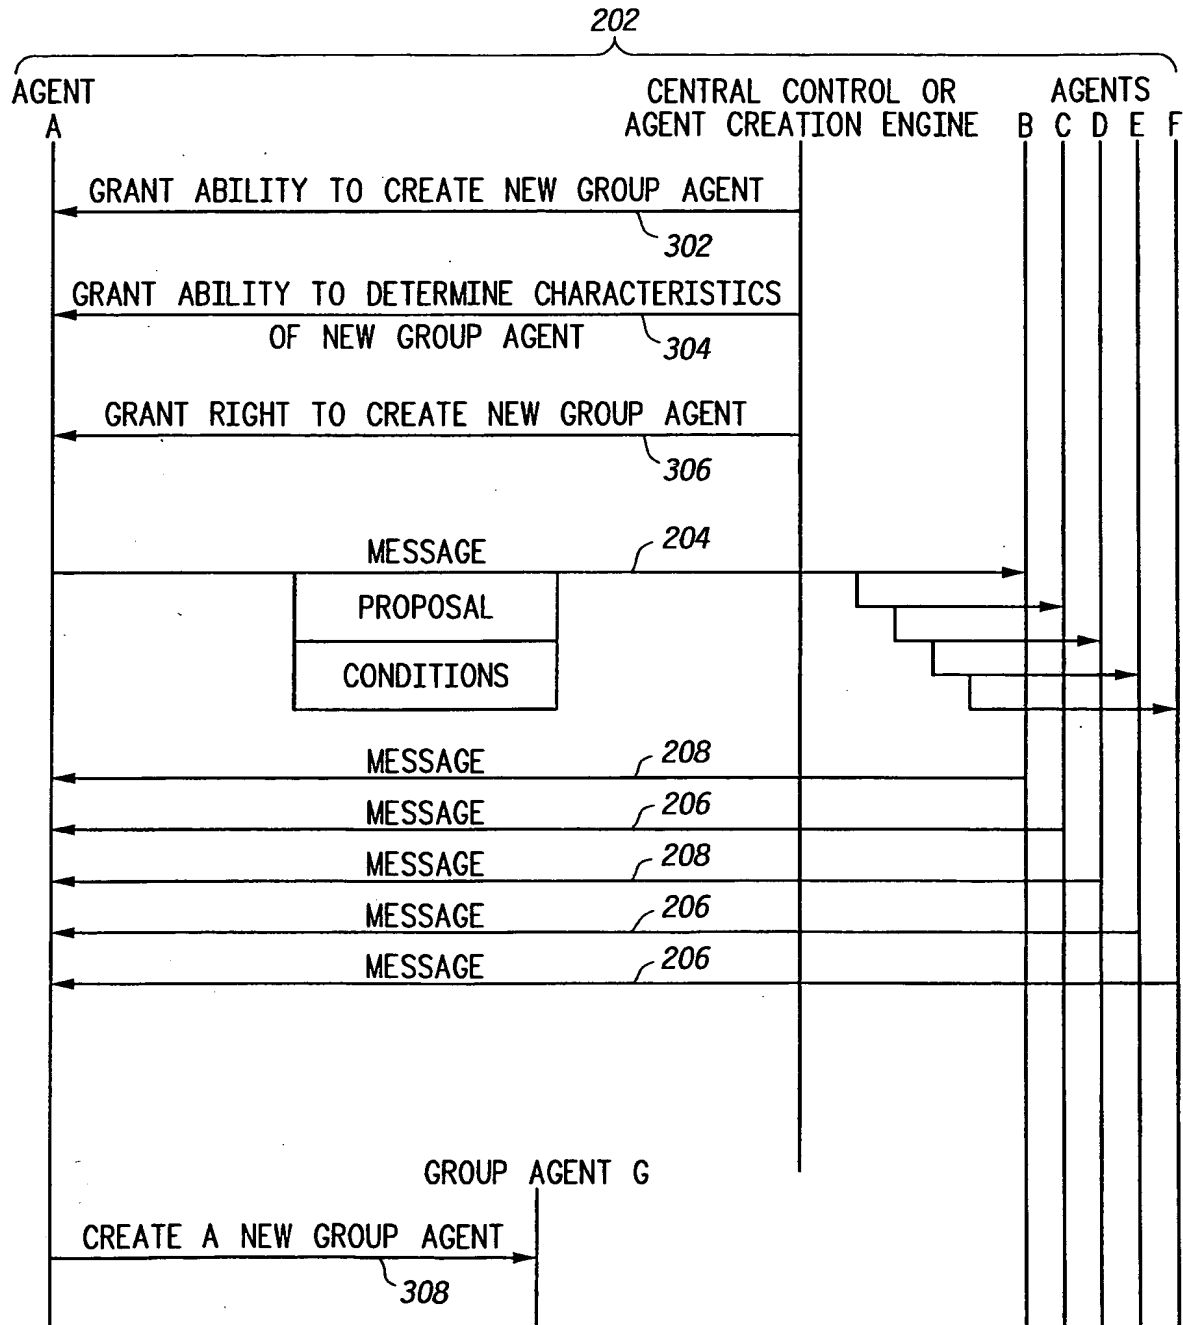 202
AGENT
A
CENTRAL CONTROL OR
AGENT CREATION ENGINE
AGENTS
B C D E F
GRANT ABILITY TO CREATE NEW GROUP AGENT
302
GRANT ABILITY TO DETERMINE CHARACTERISTICS
OF NEW GROUP AGENT
304
GRANT RIGHT TO CREATE NEW GROUP AGENT
306
MESSAGE
204
PROPOSAL
CONDITIONS
MESSAGE
208
MESSAGE
206
MESSAGE
208
MESSAGE
206
MESSAGE
206
GROUP AGENT G
CREATE A NEW GROUP AGENT
308